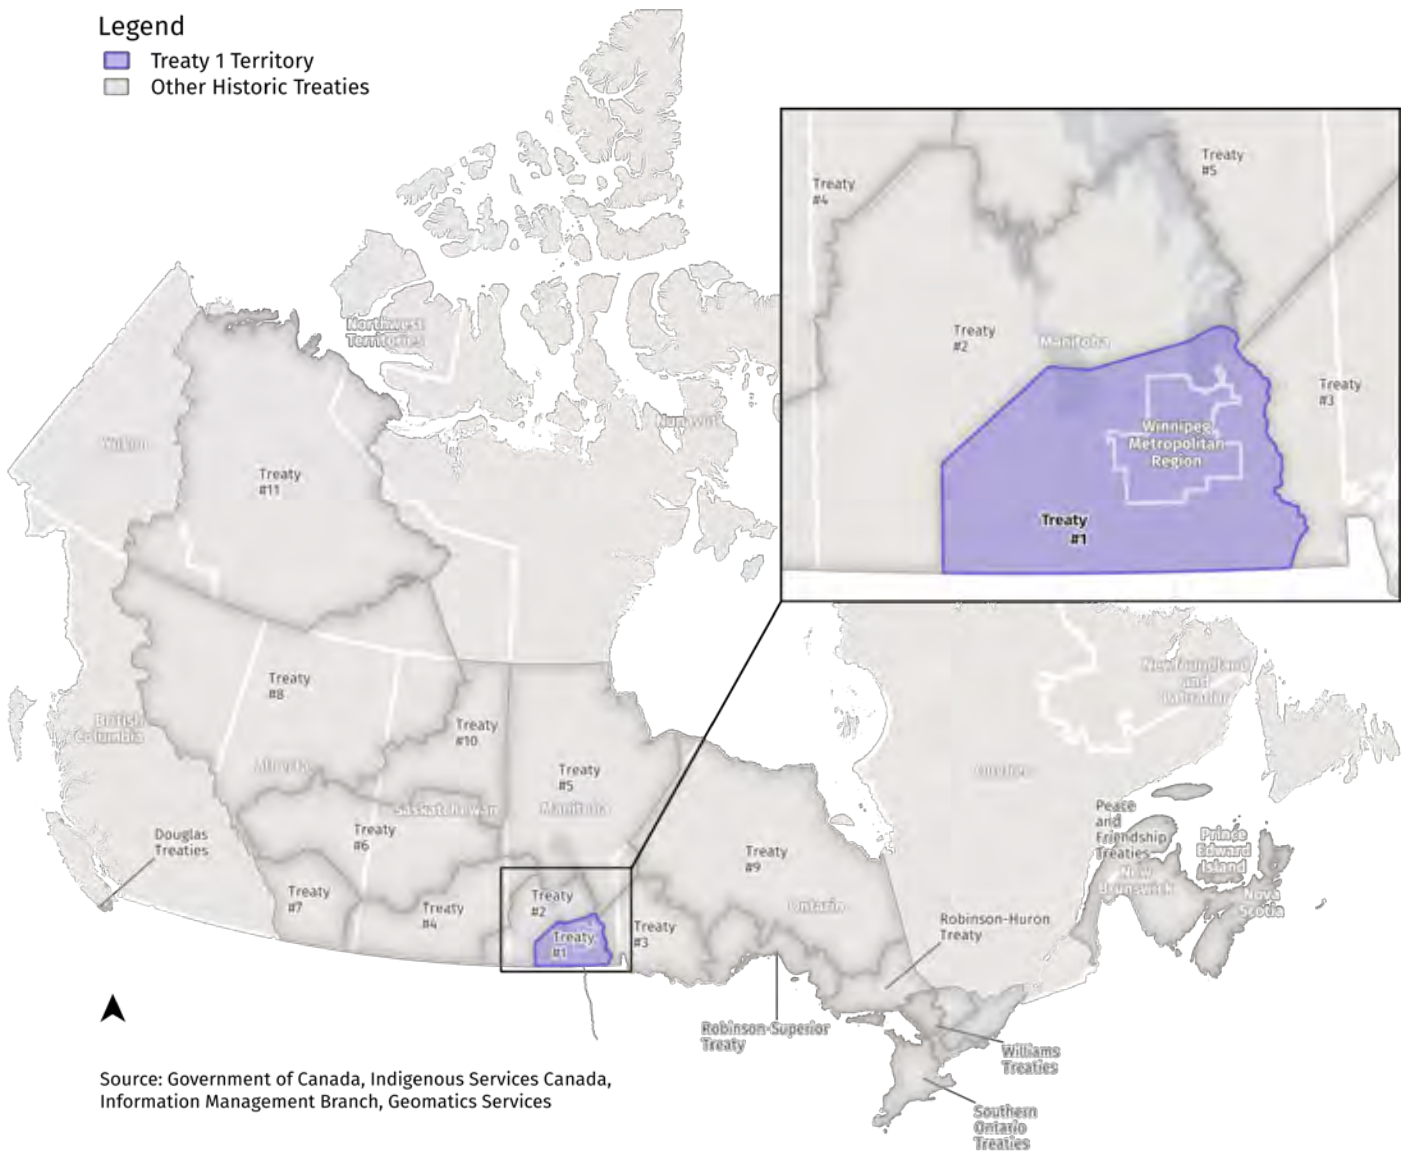 Legend
Treaty 1 Territory
Other Historic Treaties
Treaty
#4
Treaty
#5
Treaty
#2
Manitoba
Treaty
#3
Winnipeg
Metropolitan
Region
Treaty
#1
Northwest
Territories
Nunavut
Yukon
Treaty
#11
Treaty
#8
British
Columbia
Alberta
Treaty
#10
Saskatchewan
Treaty
#5
Manitoba
Treaty
#6
Douglas
Treaties
Treaty
#7
Treaty
#4
Treaty
#2
Treaty
#1
Treaty
#3
Treaty
#9
Ontario
Newfoundland
and
Labrador
Quebec
Peace
and
Friendship
Treaties
New
Brunswick
Prince
Edward
Island
Nova
Scotia
Robinson-Huron
Treaty
Robinson-Superior
Treaty
Williams
Treaties
Southern
Ontario
Treaties
Source: Government of Canada, Indigenous Services Canada,
Information Management Branch, Geomatics Services